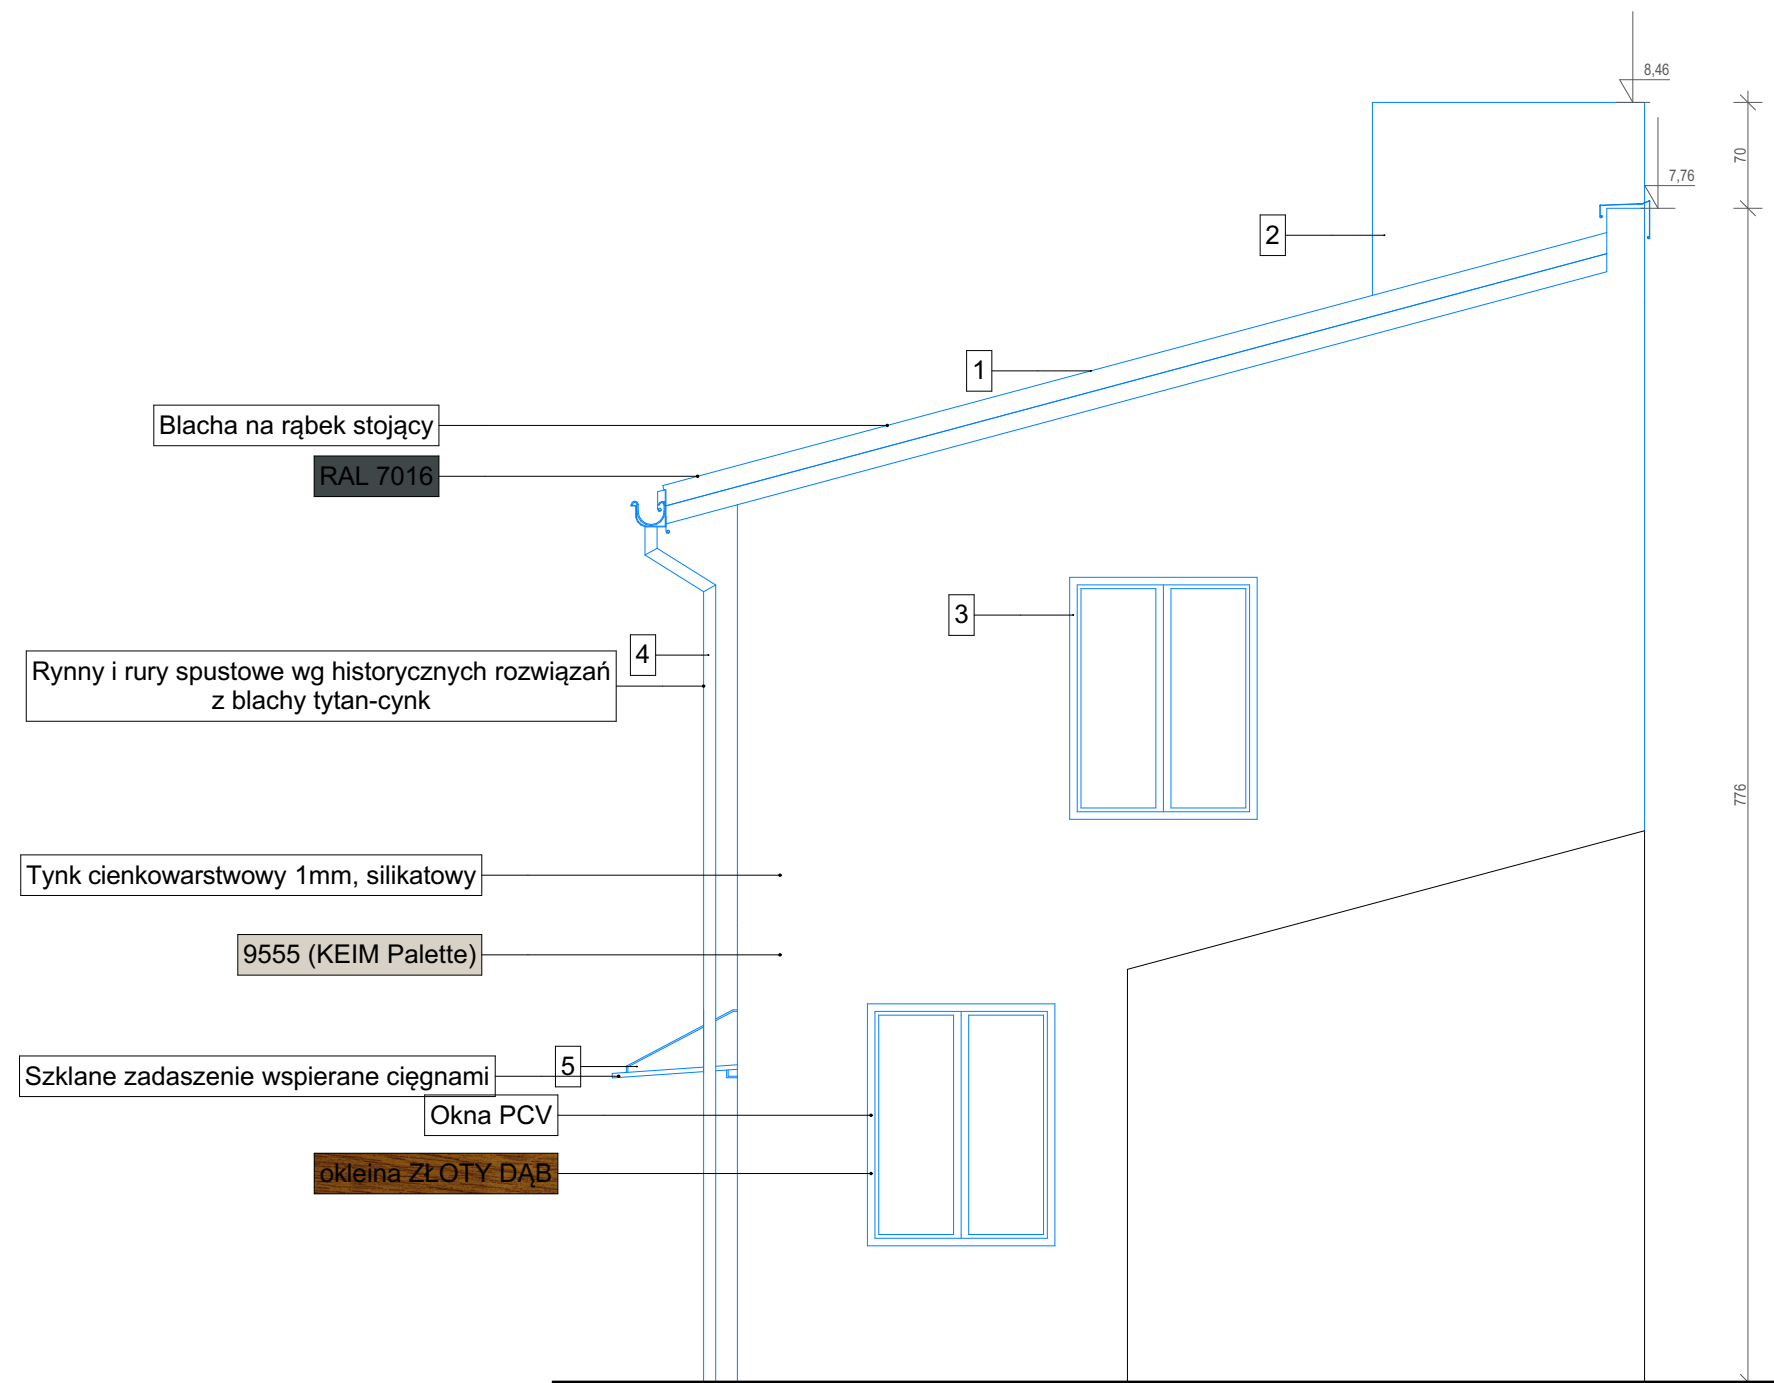 8,46
70
7,76
2
1
Blacha na rąbek stojący
RAL 7016
3
4
Rynny i rury spustowe wg historycznych rozwiązań
z blachy tytan-cynk
776
Tynk cienkowarstwowy 1mm, silikatowy
9555 (KEIM Palette)
5
Szklane zadaszenie wspierane cięgnami
Okna PCV
okleina ZŁOTY DĄB